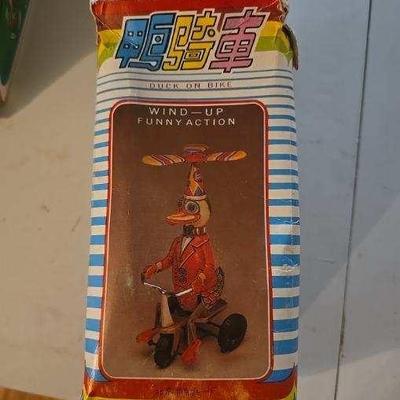 鴨騎車
DUCK ON BIKE
WIND-UP
FUNNY ACTION